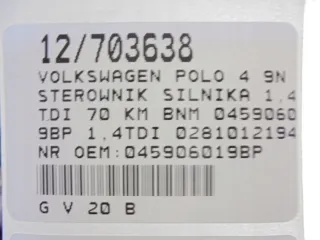 12/703638
VOLKSWAGEN POLO 4 9N
STEROWNIK SILNIKA 1,4
TDI 70 KM BNM 0459060
9BP 1,4TDI 0281012194
NR OEM:045906019BP
G V 20 B